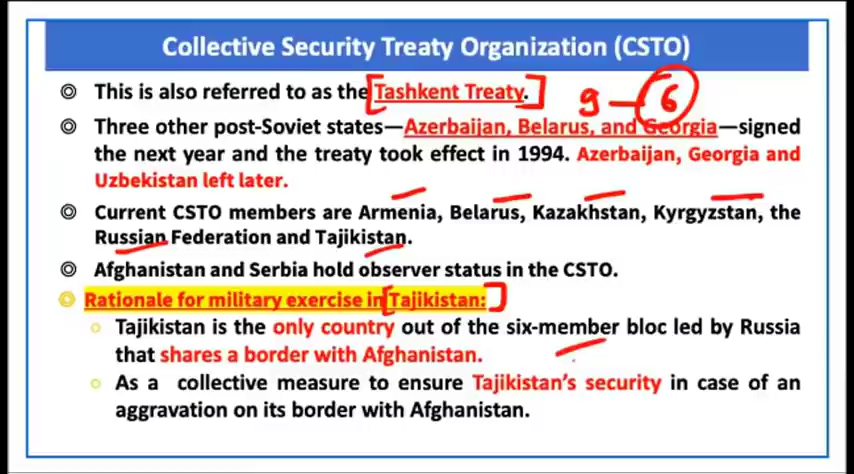 Collective Security Treaty Organization (CSTO)
This is also referred to as the [Tashkent Treaty.] 9 – 6
Three other post-Soviet states—Azerbaijan, Belarus, and Georgia—signed
the next year and the treaty took effect in 1994. Azerbaijan, Georgia and
Uzbekistan left later.
Current CSTO members are Armenia, Belarus, Kazakhstan, Kyrgyzstan, the
Russian Federation and Tajikistan.
Afghanistan and Serbia hold observer status in the CSTO.
Rationale for military exercise in [Tajikistan:]
Tajikistan is the only country out of the six-member bloc led by Russia
that shares a border with Afghanistan.
As a collective measure to ensure Tajikistan's security in case of an
aggravation on its border with Afghanistan.